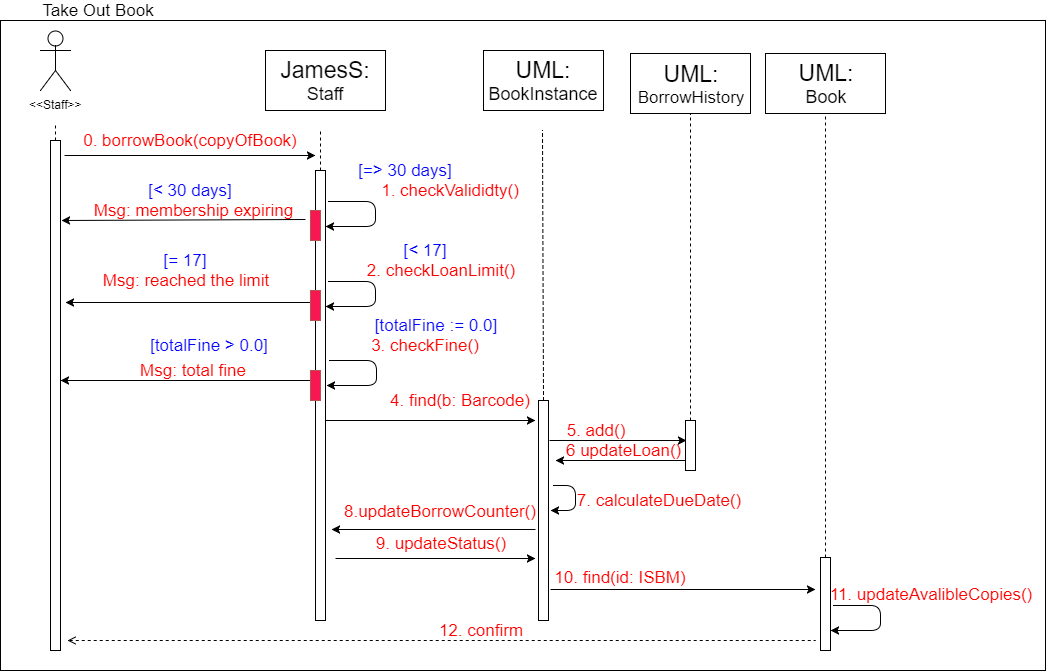 Take Out Book
<<Staff>>
JamesS:
Staff
UML:
BookInstance
UML:
BorrowHistory
UML:
Book
0. borrowBook(copyOfBook)
[=> 30 days]
1. checkValididty()
[< 30 days]
Msg: membership expiring
[< 17]
2. checkLoanLimit()
[= 17]
Msg: reached the limit
[totalFine := 0.0]
3. checkFine()
[totalFine > 0.0]
Msg: total fine
4. find(b: Barcode)
5. add()
6 updateLoan()
7. calculateDueDate()
8.updateBorrowCounter()
9. updateStatus()
10. find(id: ISBM)
11. updateAvalibleCopies()
12. confirm